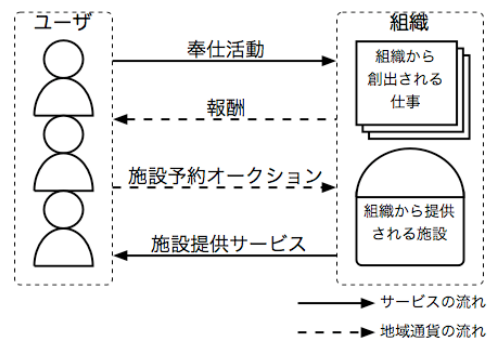 ユーザ
組織
奉仕活動
組織から
創出される
仕事
報酬
施設予約オークション
組織から提供
される施設
施設提供サービス
サービスの流れ
地域通貨の流れ